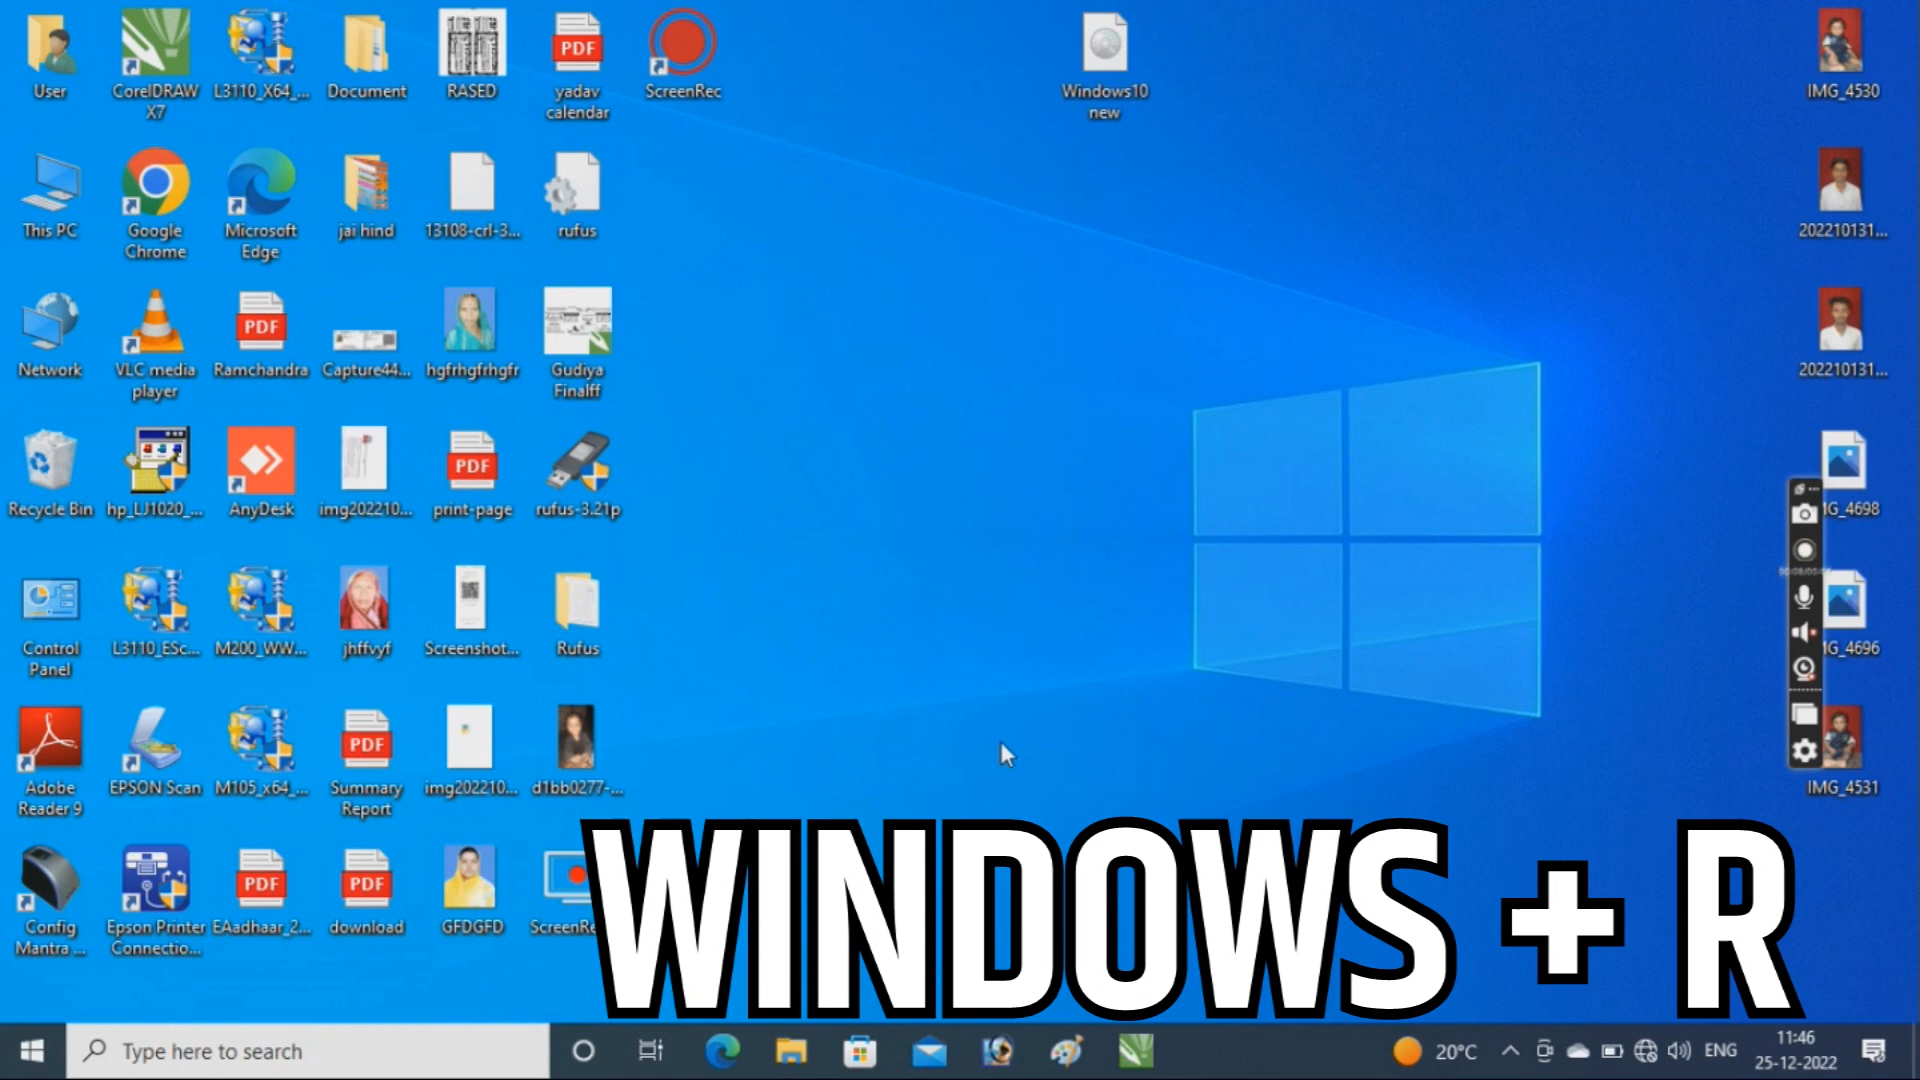 User
CorelDRAW
X7
L3110_X64_...
Document
RASED
yadav
calendar
ScreenRec
Windows10
new
IMG_4530
This PC
Google
Chrome
Microsoft
Edge
jai hind
13108-crl-3...
rufus
202210131...
Network
VLC media
player
PDF
Ramchandra
Capture44...
hgfrhgfrhgfr
Gudiya
Finalff
202210131...
Recycle Bin
hp_LJ1020_...
AnyDesk
img202210...
PDF
print-page
rufus-3.21p
MG_4698
Control
Panel
L3110_ESc...
M200_WW...
jhffvyf
Screenshot...
Rufus
MG_4696
Adobe
Reader 9
EPSON Scan
M105_x64_...
PDF
Summary
Report
img202210...
d1bb0277-...
IMG_4531
Config
Mantra ...
Epson Printer
Connectio...
PDF
EAadhaar_2...
PDF
download
GFDGFD
ScreenRe
PDF
WINDOWS + R
Type here to search
20°C
ENG
11:46
25-12-2022